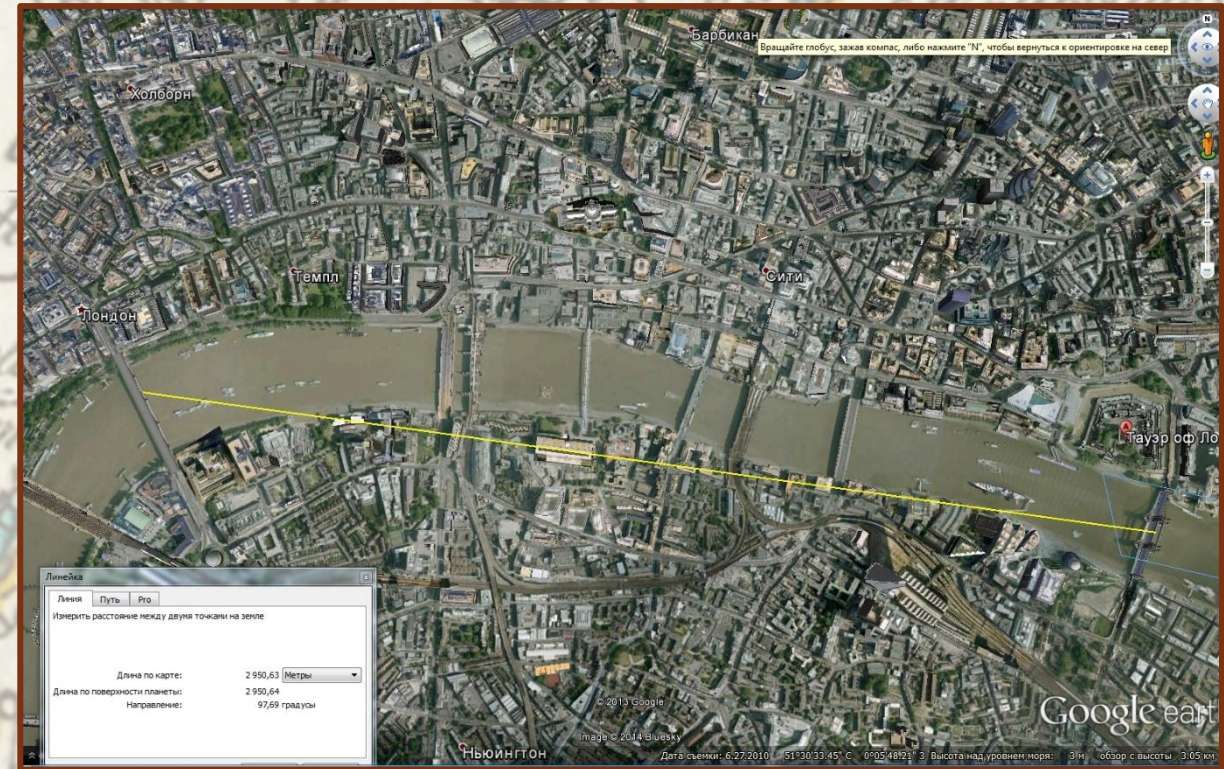 Барбикан
Вращайте глобус, зажав компас, либо нажмите "N", чтобы вернуться к ориентировке на север
N
Холборн
Темпл
Сити
Лондон
A
Тауэр оф Ло
Линейка
Линия Путь Pro
Измерить расстояние между двумя точками на земле
Длина по карте: 2 950,63 Метры
Длина по поверхности планеты: 2 950,64
Направление: 97,69 градусы
© 2013 Google
Image © 2014 Bluesky
Google eart
Ньюингтон
Дата съемки: 6.27.2010 51°30'33.45" С 0°05'48.21" З Высота над уровнем моря: 3 м обзор с высоты 3.05 км